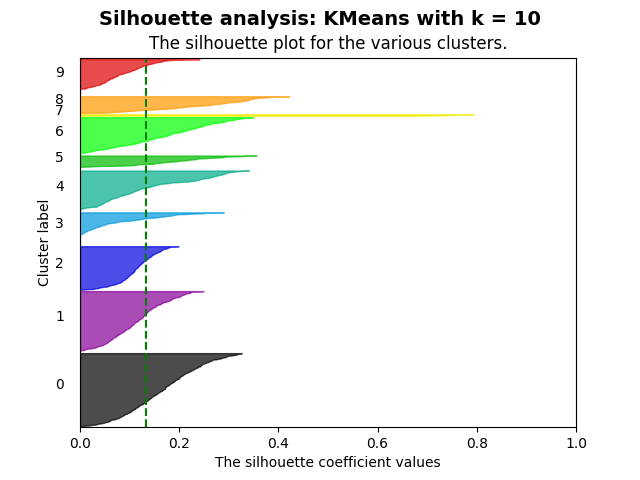 Silhouette analysis: KMeans with k = 10
The silhouette plot for the various clusters.
9
8
7
6
5
4
3
2
1
0
Cluster label
0.0 0.2 0.4 0.6 0.8 1.0
The silhouette coefficient values